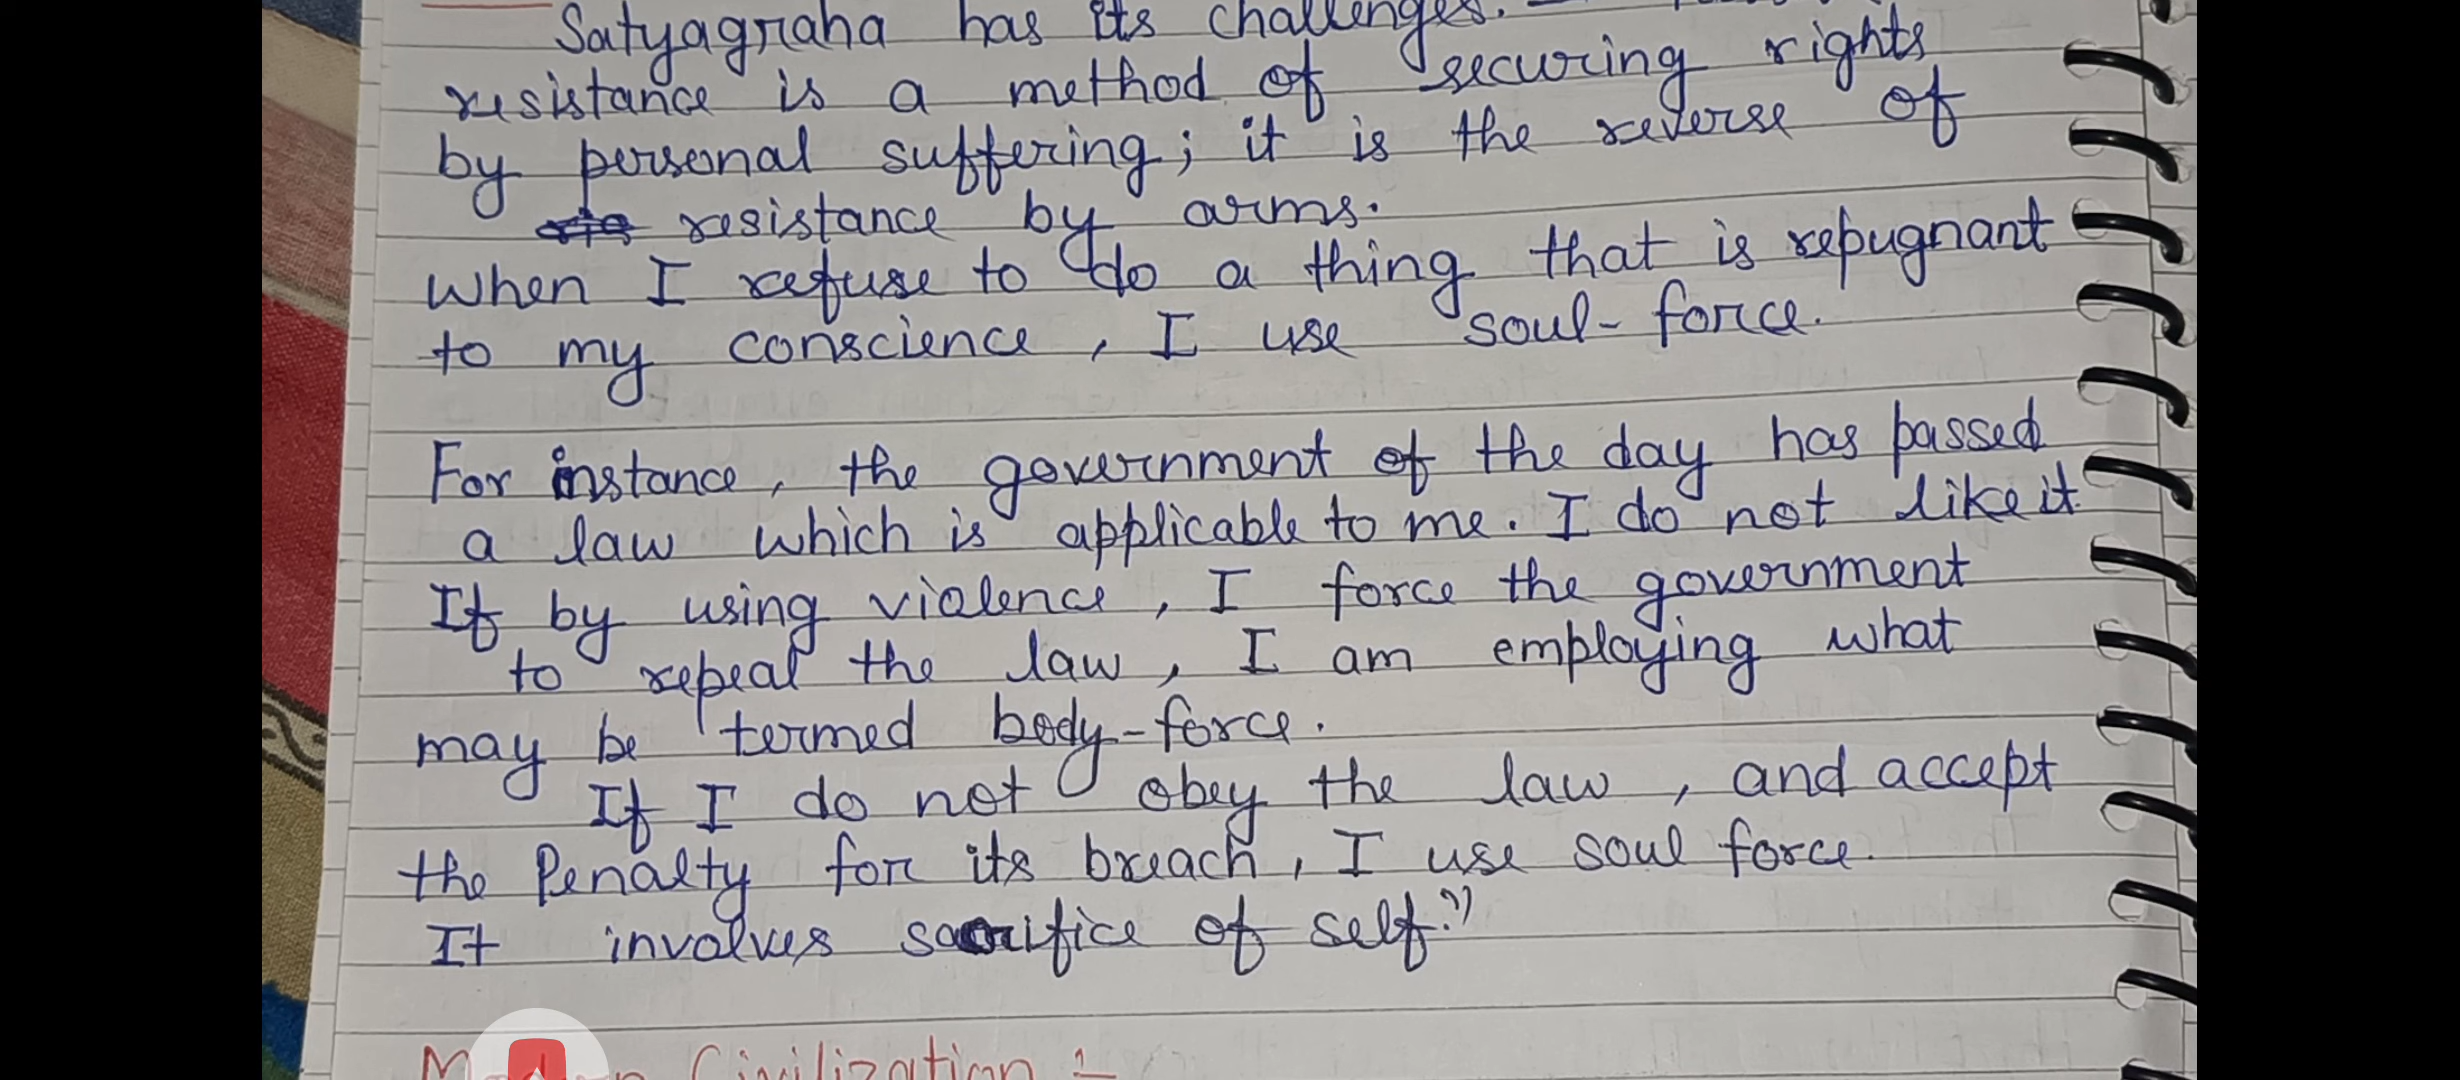 Satyagraha has its challenges.
resistance is a method of securing rights
by personal suffering; it is the reverse of
resistance by arms.
When I refuse to do a thing that is repugnant
to my conscience, I use soul-force.
For instance, the government of the day has passed
a law which is applicable to me. I do not like it.
If by using violence, I force the government
to repeal the law, I am employing what
may be termed body-force.
If I do not obey the law, and accept
the Penalty for its breach, I use soul force.
It involves sacrifice of self."
Civilization :-